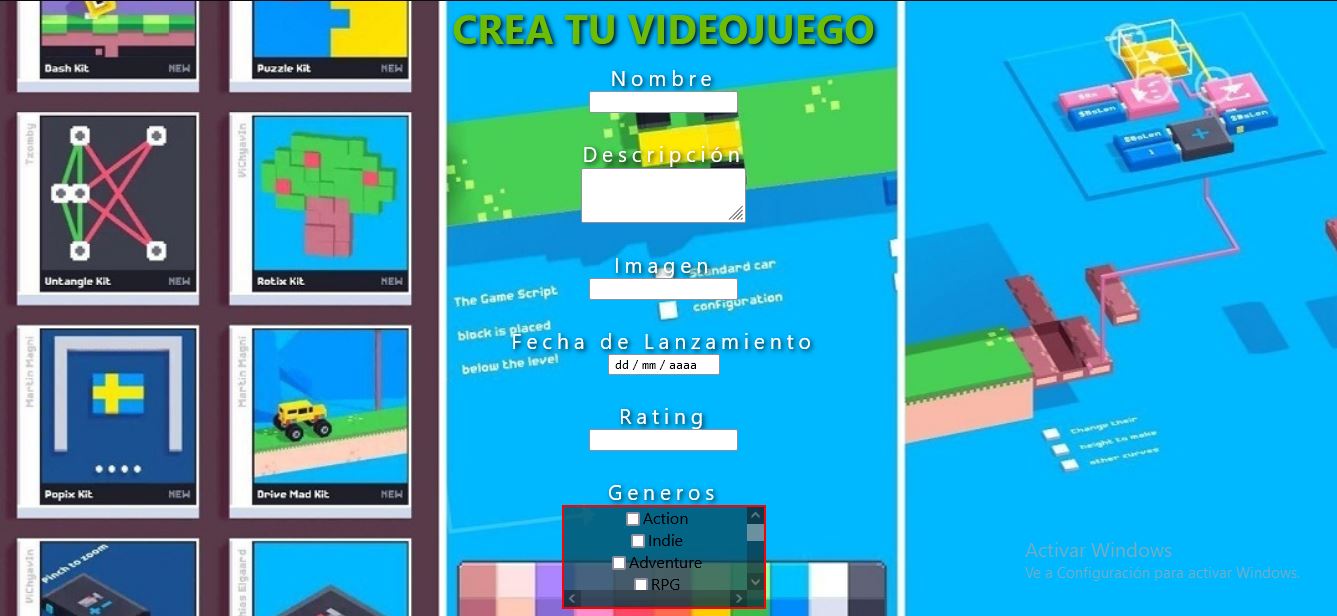 Dash Kit NEW
Puzzle Kit NEW
Tzomby
Untangle Kit NEW
ViChyavIn
Rotix Kit NEW
Martin Magni
Popix Kit NEW
Martin Magni
Drive Mad Kit NEW
ViChyavIn
Pinch to zoom
CREA TU VIDEOJUEGO
Nombre
Descripción
Imagen
Standard car
configuration
The Game Script
block is placed
below the level
Fecha de Lanzamiento
dd / mm / aaaa
Rating
Generos
Action
Indie
Adventure
RPG
Change their
height to make
other curves
Activar Windows
Ve a Configuración para activar Windows.